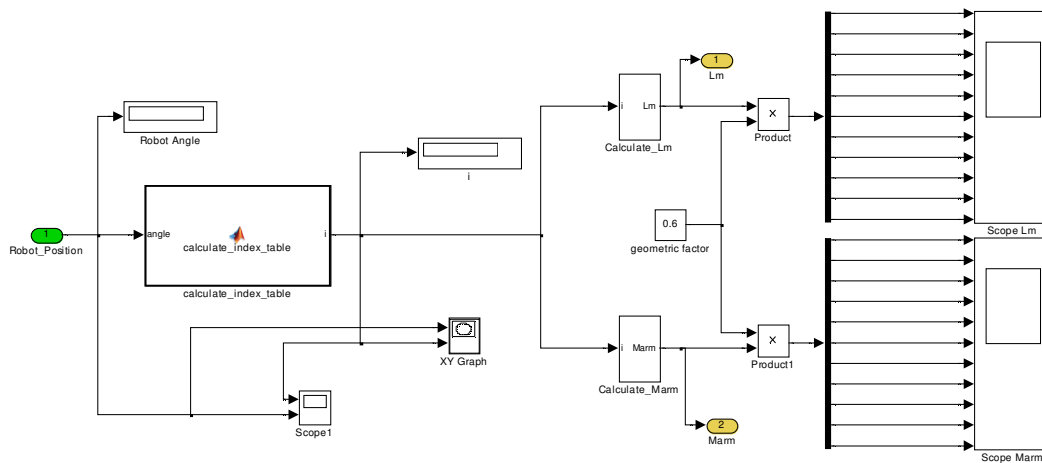 1
Lm
i
Lm
Calculate_Lm
X
Product
Robot Angle
i
1
Robot_Position
angle
calculate_index_table
i
calculate_index_table
0.6
geometric factor
Scope Lm
XY Graph
Scope1
i
Marm
Calculate_Marm
X
Product1
2
Marm
Scope Marm